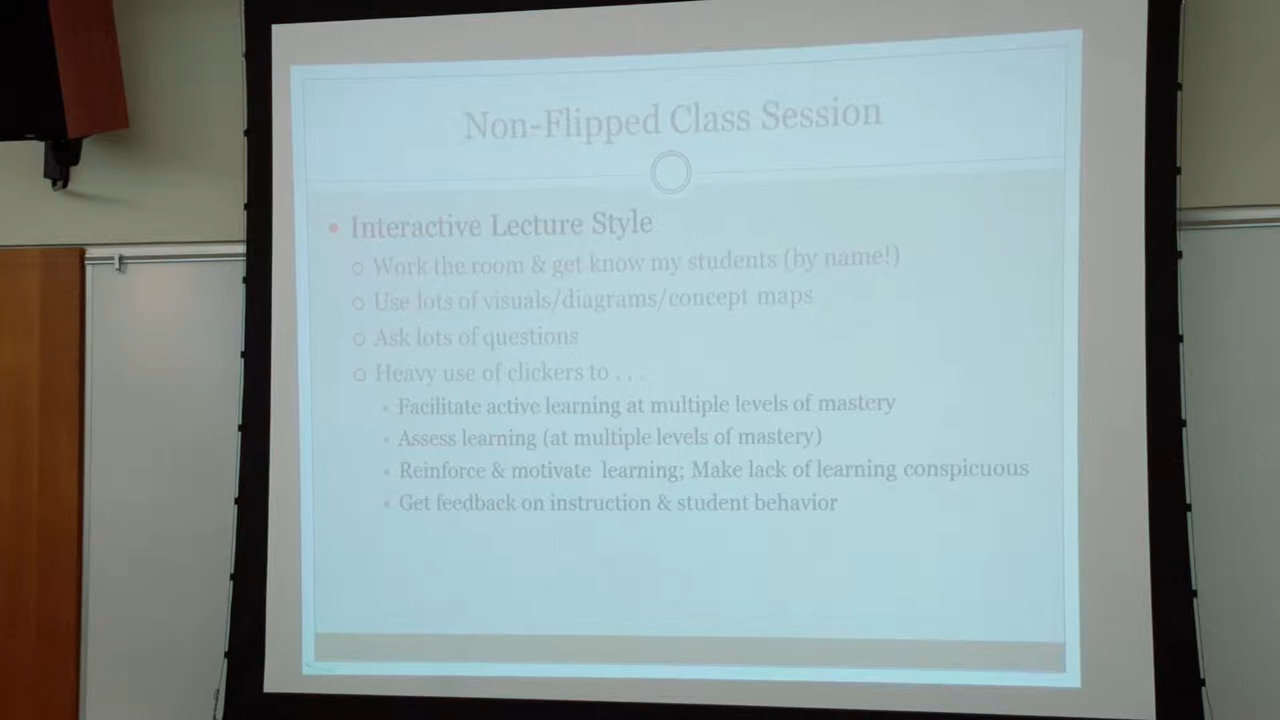 Non-Flipped Class Session
• Interactive Lecture Style
○ Work the room & get know my students (by name!)
○ Use lots of visuals/diagrams/concept maps
○ Ask lots of questions
○ Heavy use of clickers to . . .
• Facilitate active learning at multiple levels of mastery
• Assess learning (at multiple levels of mastery)
• Reinforce & motivate learning; Make lack of learning conspicuous
• Get feedback on instruction & student behavior